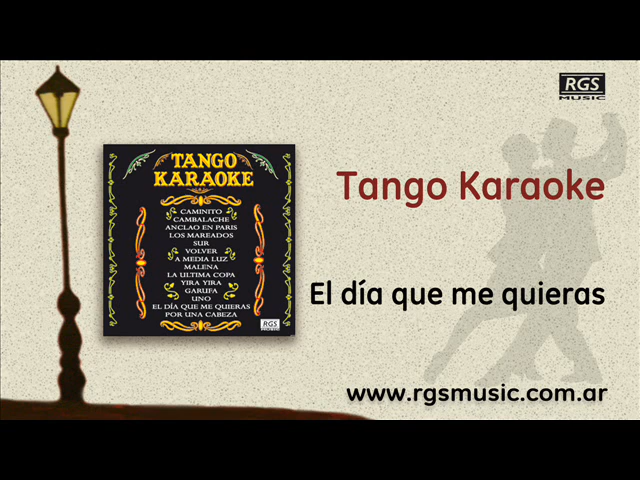 RGS
MUSIC
TANGO
KARAOKE
CAMINITO
CAMBALACHE
ANCLAO EN PARIS
LOS MAREADOS
SUR
VOLVER
A MEDIA LUZ
MALENA
LA ULTIMA COPA
YIRA YIRA
GARUFA
UNO
EL DÍA QUE ME QUIERAS
POR UNA CABEZA
RGS
Tango Karaoke
El día que me quieras
www.rgsmusic.com.ar